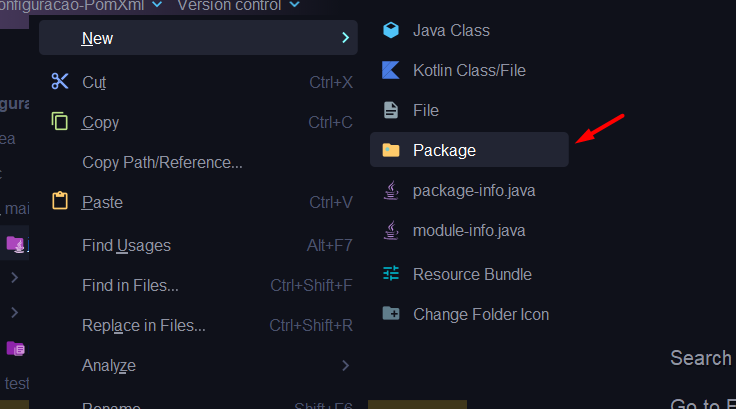 onfiguracao-PomXml Version control
New
Cut Ctrl+X
Copy Ctrl+C
Copy Path/Reference...
Paste Ctrl+V
Find Usages Alt+F7
Find in Files... Ctrl+Shift+F
Replace in Files... Ctrl+Shift+R
Analyze
Rename... Shift+F6
Java Class
Kotlin Class/File
File
Package
package-info.java
module-info.java
Resource Bundle
Change Folder Icon
igura
ea
mai
test
Search
Go to F